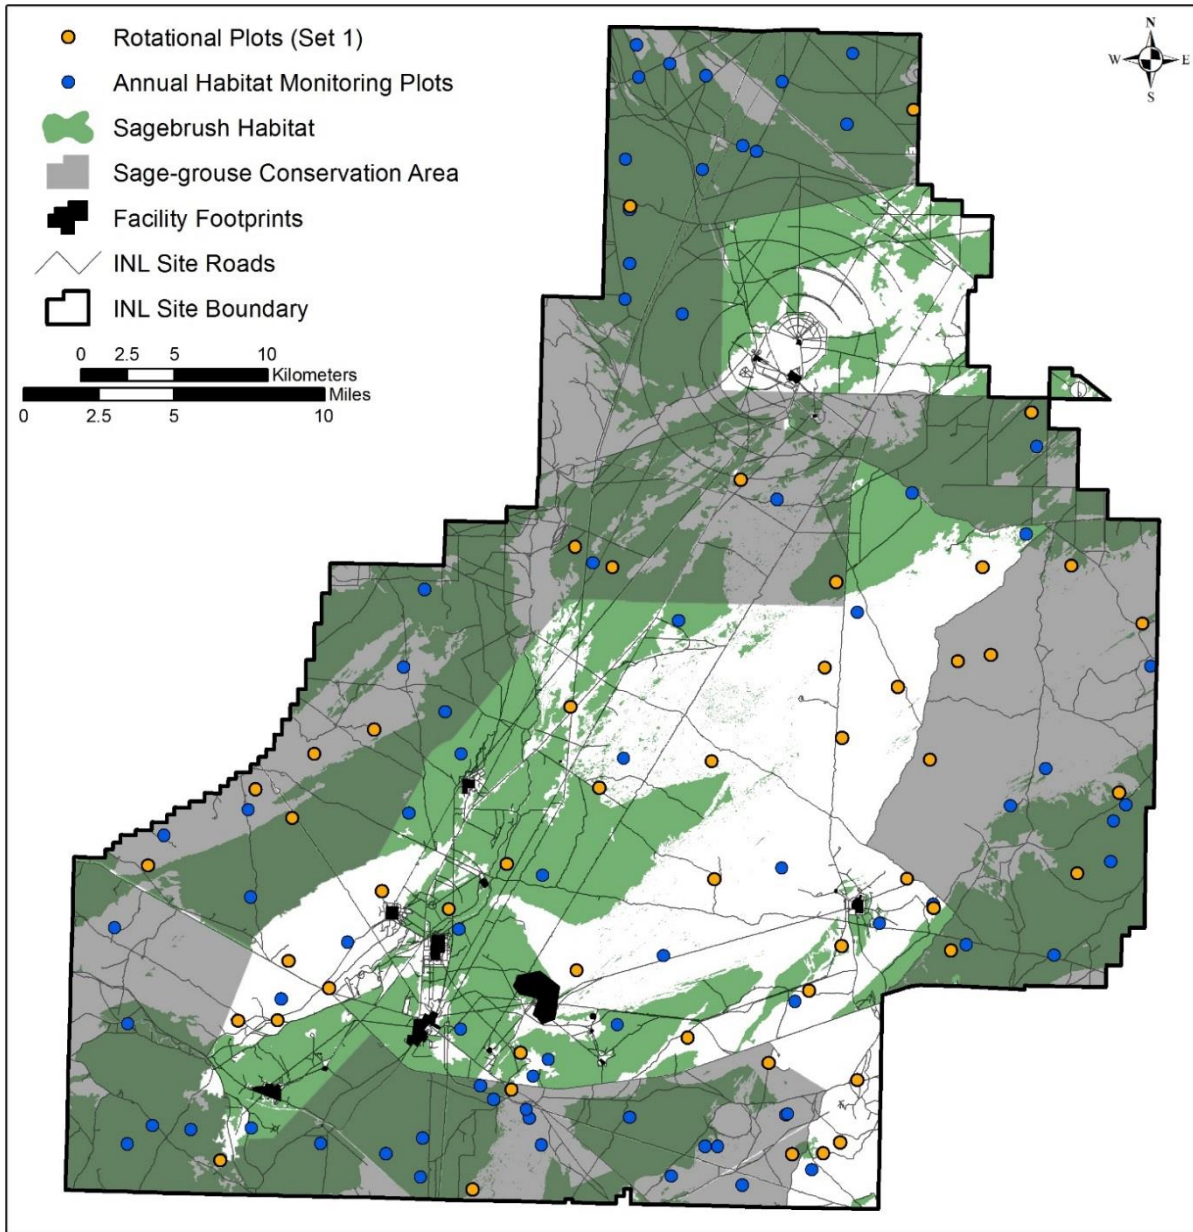 Rotational Plots (Set 1)
Annual Habitat Monitoring Plots
Sagebrush Habitat
Sage-grouse Conservation Area
Facility Footprints
INL Site Roads
INL Site Boundary
0 2.5 5 10
Kilometers
Miles
0 2.5 5 10
N
W E
S